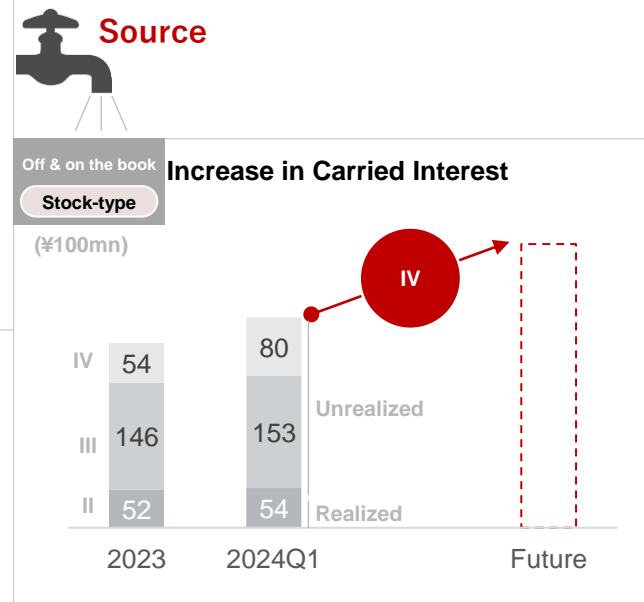 Source
Off & on the book
Stock-type
Increase in Carried Interest
(¥100mn)
IV
IV
54
80
Unrealized
III
146
153
II
52
54
Realized
2023
2024Q1
Future